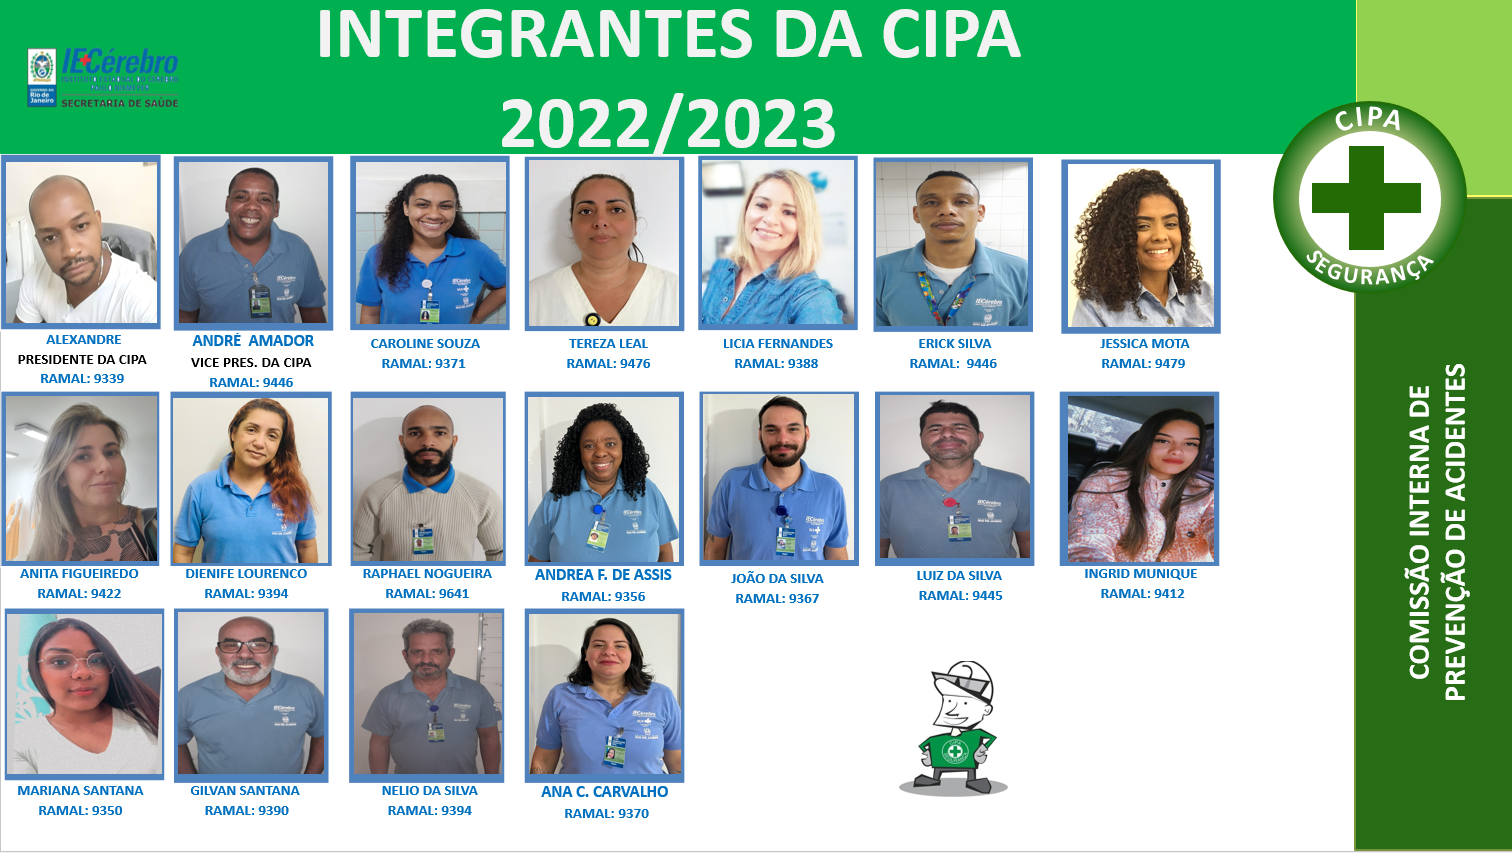 INTEGRANTES DA CIPA
2022/2023
IECérebro
GOVERNO DO
Rio de
Janeiro
SECRETARIA DE SAÚDE
CIPA
SEGURANÇA
COMISSÃO INTERNA DE
PREVENÇÃO DE ACIDENTES
ALEXANDRE
PRESIDENTE DA CIPA
RAMAL: 9339
ANDRÉ AMADOR
VICE PRES. DA CIPA
RAMAL: 9446
CAROLINE SOUZA
RAMAL: 9371
TEREZA LEAL
RAMAL: 9476
LICIA FERNANDES
RAMAL: 9388
ERICK SILVA
RAMAL: 9446
JESSICA MOTA
RAMAL: 9479
ANITA FIGUEIREDO
RAMAL: 9422
DIENIFE LOURENCO
RAMAL: 9394
RAPHAEL NOGUEIRA
RAMAL: 9641
ANDREA F. DE ASSIS
RAMAL: 9356
JOÃO DA SILVA
RAMAL: 9367
LUIZ DA SILVA
RAMAL: 9445
INGRID MUNIQUE
RAMAL: 9412
MARIANA SANTANA
RAMAL: 9350
GILVAN SANTANA
RAMAL: 9390
NELIO DA SILVA
RAMAL: 9394
ANA C. CARVALHO
RAMAL: 9370